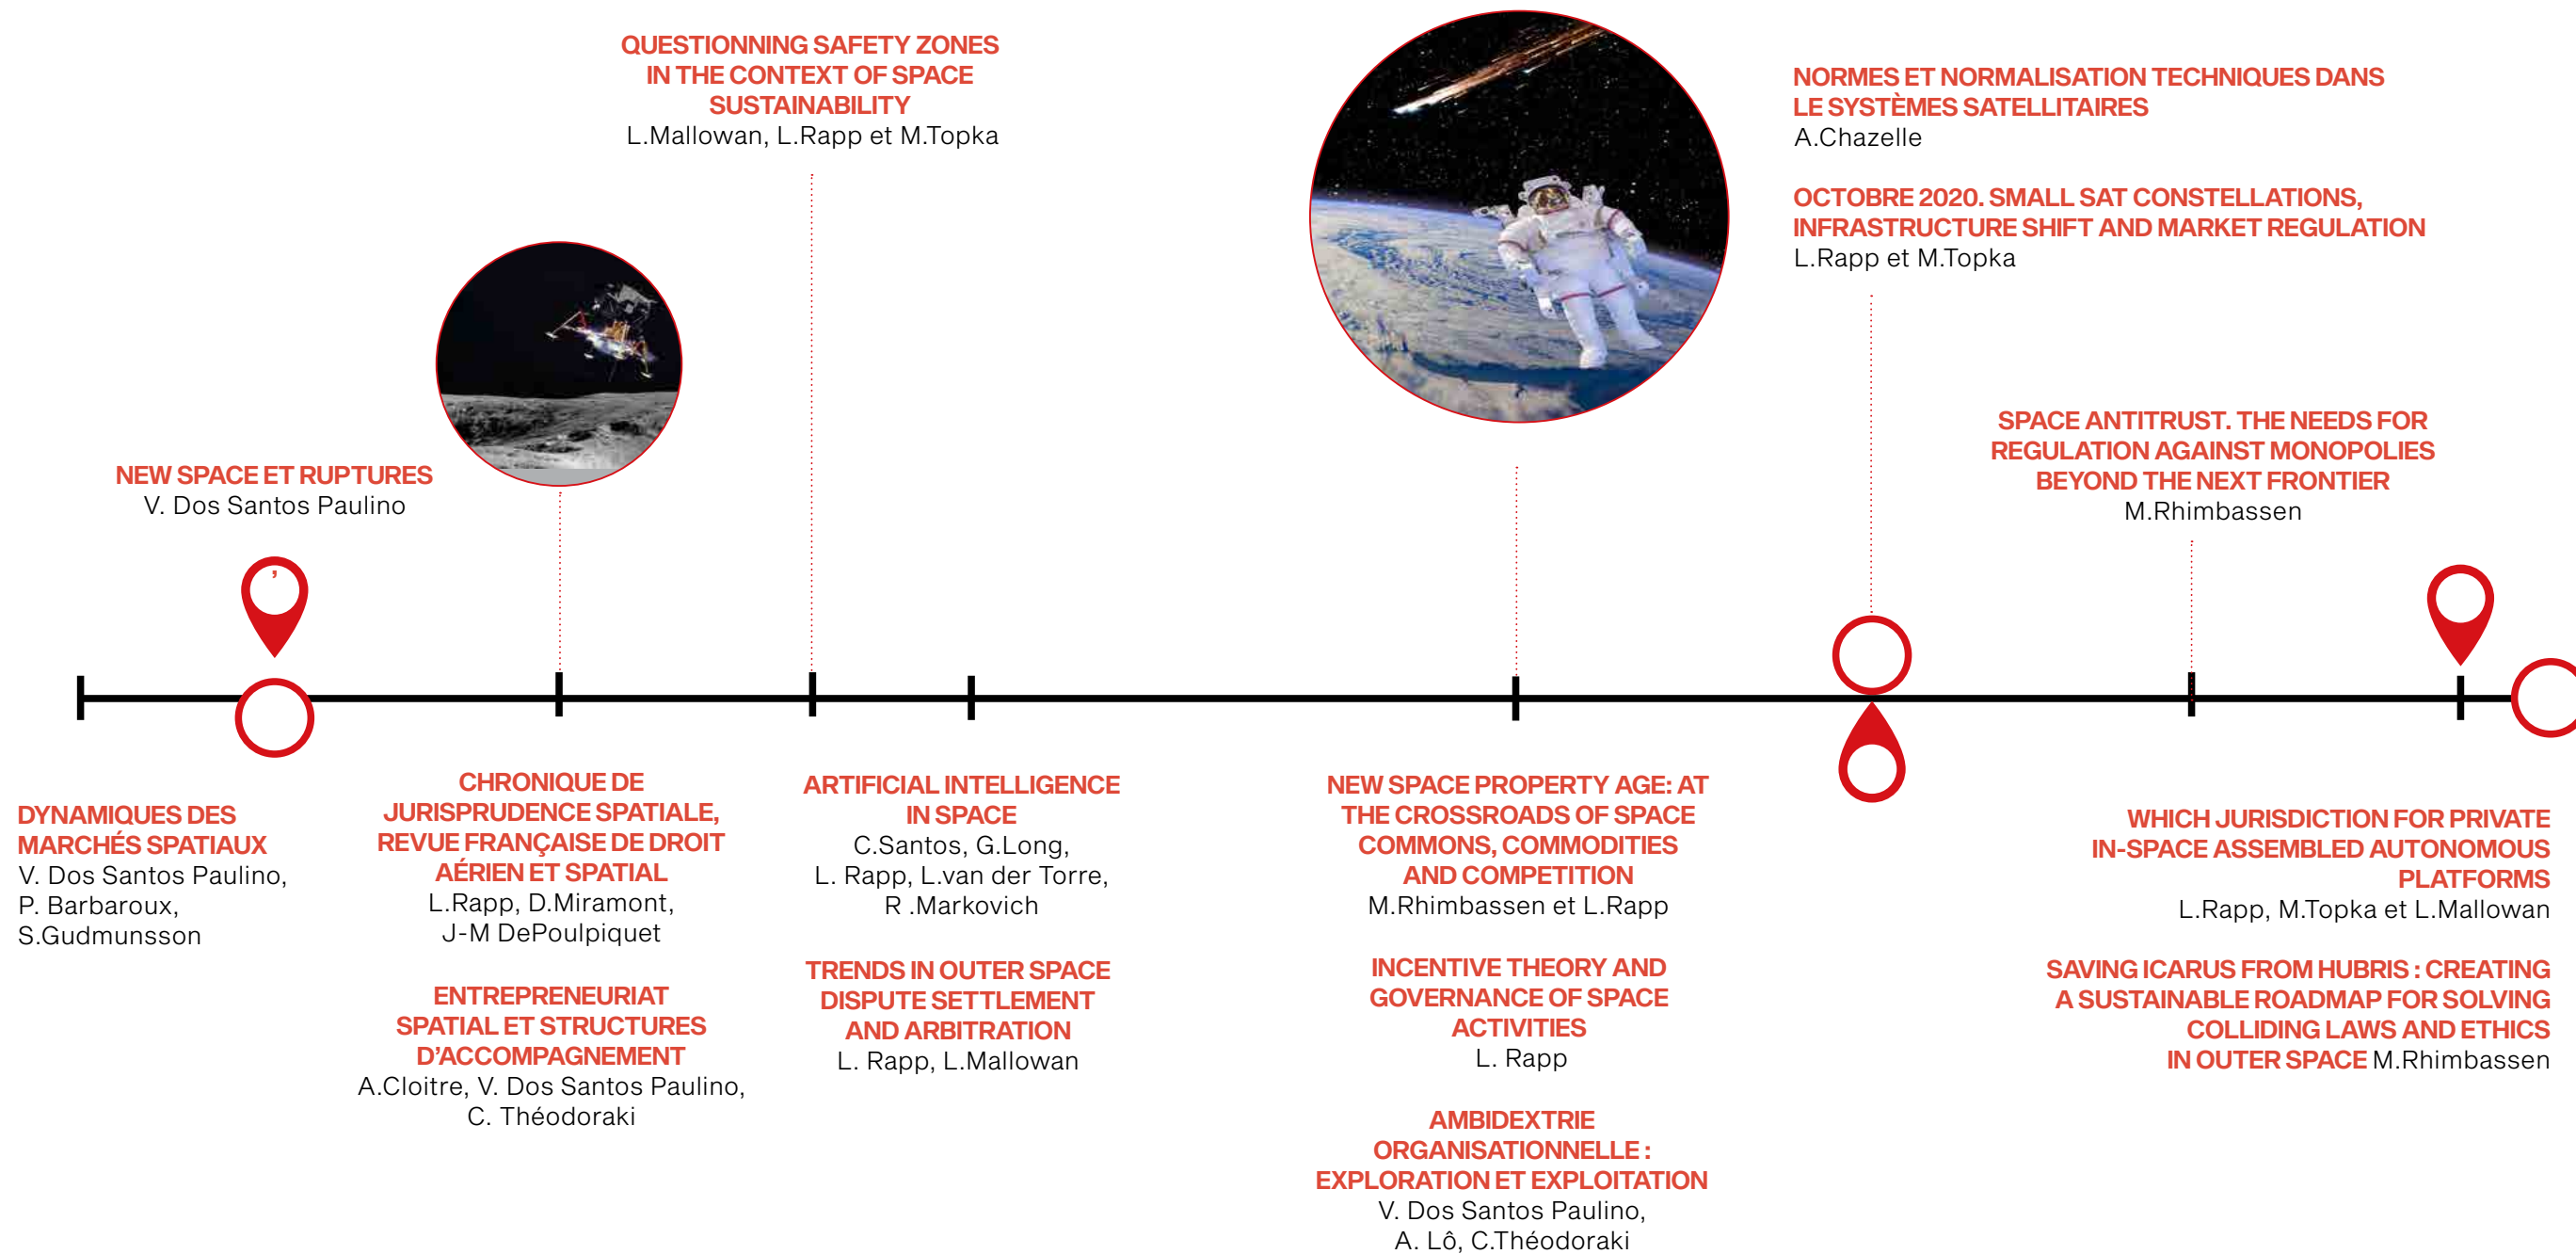 QUESTIONNING SAFETY ZONES
IN THE CONTEXT OF SPACE
SUSTAINABILITY
L.Mallowan, L.Rapp et M.Topka
NORMES ET NORMALISATION TECHNIQUES DANS
LE SYSTÈMES SATELLITAIRES
A.Chazelle
OCTOBRE 2020. SMALL SAT CONSTELLATIONS,
INFRASTRUCTURE SHIFT AND MARKET REGULATION
L.Rapp et M.Topka
NEW SPACE ET RUPTURES
V. Dos Santos Paulino
SPACE ANTITRUST. THE NEEDS FOR
REGULATION AGAINST MONOPOLIES
BEYOND THE NEXT FRONTIER
M.Rhimbassen
’
DYNAMIQUES DES
MARCHÉS SPATIAUX
V. Dos Santos Paulino,
P. Barbaroux,
S.Gudmunsson
CHRONIQUE DE
JURISPRUDENCE SPATIALE,
REVUE FRANÇAISE DE DROIT
AÉRIEN ET SPATIAL
L.Rapp, D.Miramont,
J-M DePoulpiquet
ENTREPRENEURIAT
SPATIAL ET STRUCTURES
D’ACCOMPAGNEMENT
A.Cloitre, V. Dos Santos Paulino,
C. Théodoraki
ARTIFICIAL INTELLIGENCE
IN SPACE
C.Santos, G.Long,
L. Rapp, L.van der Torre,
R .Markovich
TRENDS IN OUTER SPACE
DISPUTE SETTLEMENT
AND ARBITRATION
L. Rapp, L.Mallowan
NEW SPACE PROPERTY AGE: AT
THE CROSSROADS OF SPACE
COMMONS, COMMODITIES
AND COMPETITION
M.Rhimbassen et L.Rapp
INCENTIVE THEORY AND
GOVERNANCE OF SPACE
ACTIVITIES
L. Rapp
AMBIDEXTRIE
ORGANISATIONNELLE :
EXPLORATION ET EXPLOITATION
V. Dos Santos Paulino,
A. Lô, C.Théodoraki
WHICH JURISDICTION FOR PRIVATE
IN-SPACE ASSEMBLED AUTONOMOUS
PLATFORMS
L.Rapp, M.Topka et L.Mallowan
SAVING ICARUS FROM HUBRIS : CREATING
A SUSTAINABLE ROADMAP FOR SOLVING
COLLIDING LAWS AND ETHICS
IN OUTER SPACE M.Rhimbassen